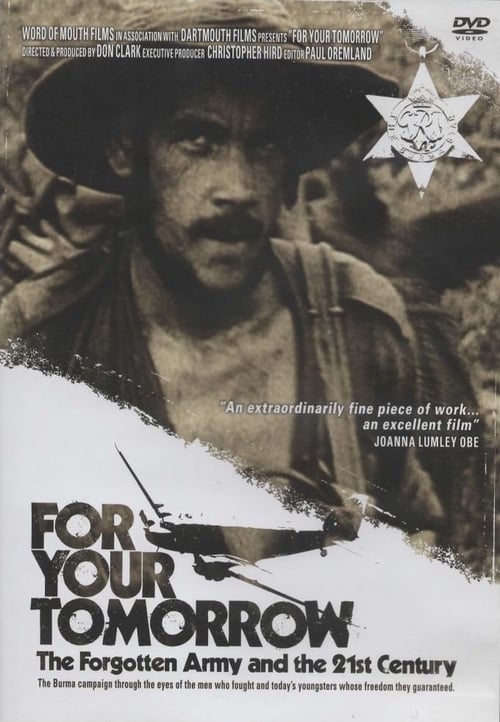 WORD OF MOUTH FILMS IN ASSOCIATION WITH DARTMOUTH FILMS PRESENTS "FOR YOUR TOMORROW"
DIRECTED & PRODUCED BY DON CLARK EXECUTIVE PRODUCER CHRISTOPHER HIRD EDITOR PAUL OREMLAND
DVD
VIDEO
GRI
"An extraordinarily fine piece of work...
an excellent film"
JOANNA LUMLEY OBE
FOR
YOUR
TOMORROW
The Forgotten Army and the 21st Century
The Burma campaign through the eyes of the men who fought and today's youngsters whose freedom they guaranteed.